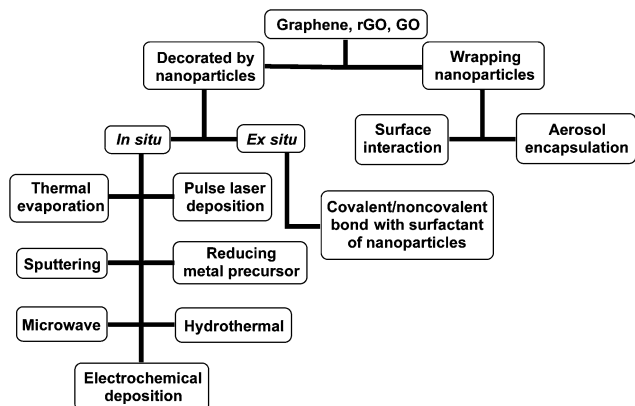 Graphene, rGO, GO
Decorated by
nanoparticles
Wrapping
nanoparticles
In situ
Ex situ
Surface
interaction
Aerosol
encapsulation
Thermal
evaporation
Pulse laser
deposition
Covalent/noncovalent
bond with surfactant
of nanoparticles
Sputtering
Reducing
metal precursor
Microwave
Hydrothermal
Electrochemical
deposition